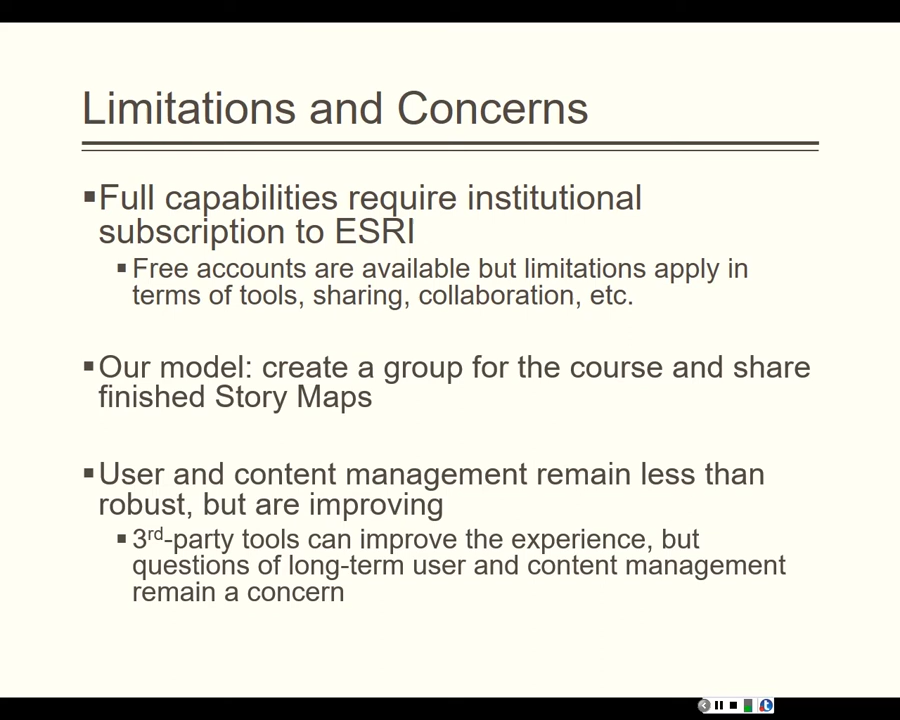 Limitations and Concerns
▪Full capabilities require institutional
subscription to ESRI
▪Free accounts are available but limitations apply in
terms of tools, sharing, collaboration, etc.
▪Our model: create a group for the course and share
finished Story Maps
▪User and content management remain less than
robust, but are improving
▪3rd-party tools can improve the experience, but
questions of long-term user and content management
remain a concern